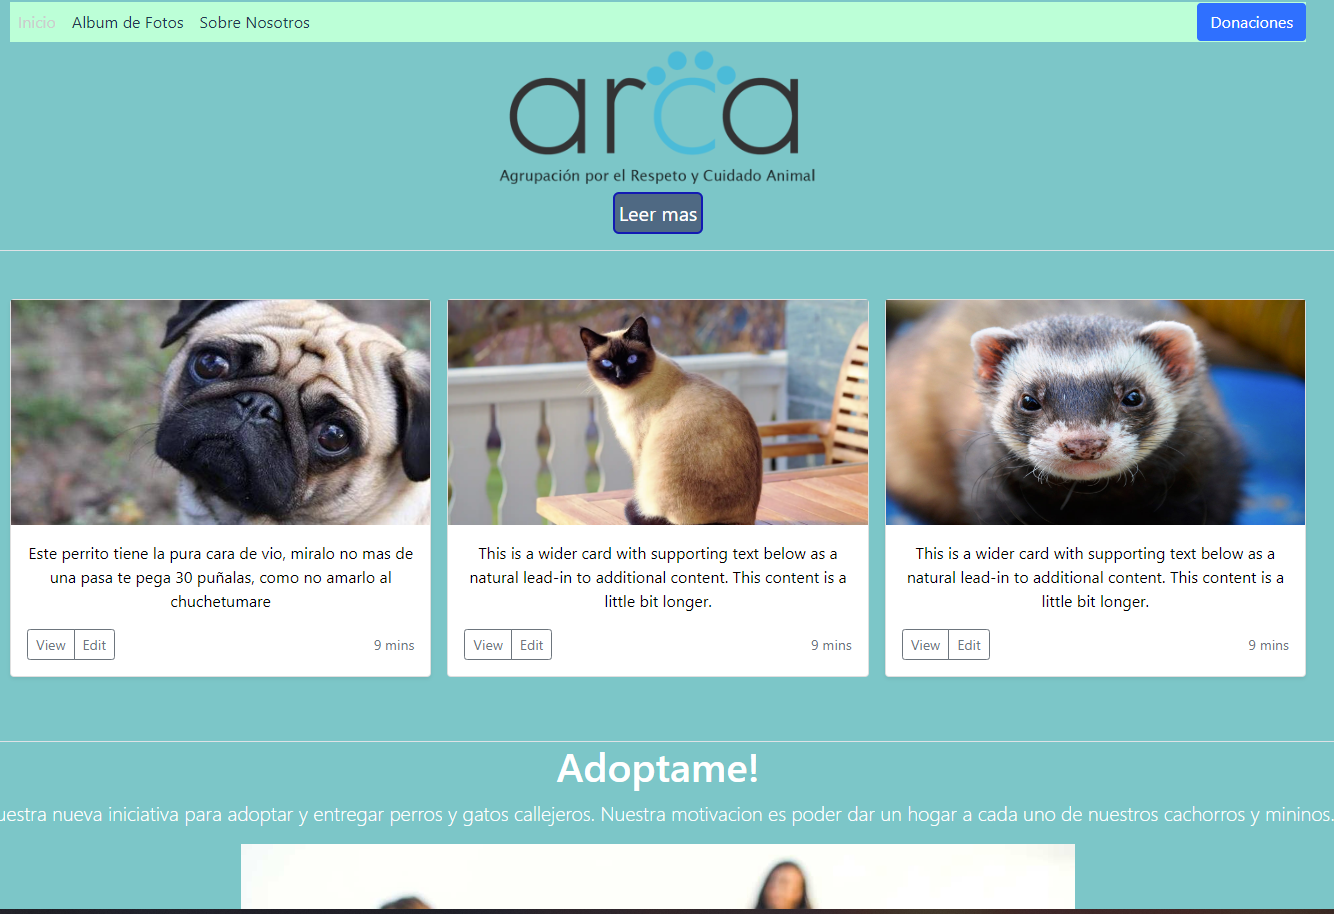 Inicio Album de Fotos Sobre Nosotros Donaciones
arca
Agrupación por el Respeto y Cuidado Animal
Leer mas
Este perrito tiene la pura cara de vio, miralo no mas de
una pasa te pega 30 puñalas, como no amarlo al
chuchetumare
View Edit 9 mins
This is a wider card with supporting text below as a
natural lead-in to additional content. This content is a
little bit longer.
View Edit 9 mins
This is a wider card with supporting text below as a
natural lead-in to additional content. This content is a
little bit longer.
View Edit 9 mins
Adoptame!
uestra nueva iniciativa para adoptar y entregar perros y gatos callejeros. Nuestra motivacion es poder dar un hogar a cada uno de nuestros cachorros y mininos.